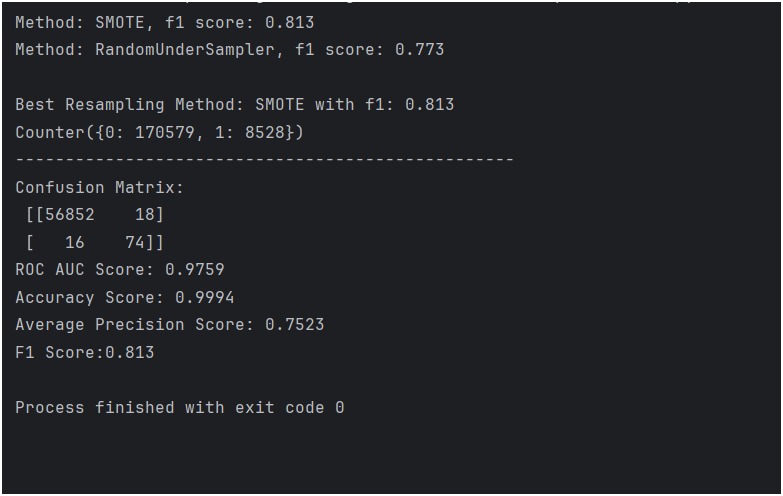 Method: SMOTE, f1 score: 0.813
Method: RandomUnderSampler, f1 score: 0.773
Best Resampling Method: SMOTE with f1: 0.813
Counter({0: 170579, 1: 8528})
--------------------------------------------------
Confusion Matrix:
[[56852    18]
[   16    74]]
ROC AUC Score: 0.9759
Accuracy Score: 0.9994
Average Precision Score: 0.7523
F1 Score:0.813
Process finished with exit code 0